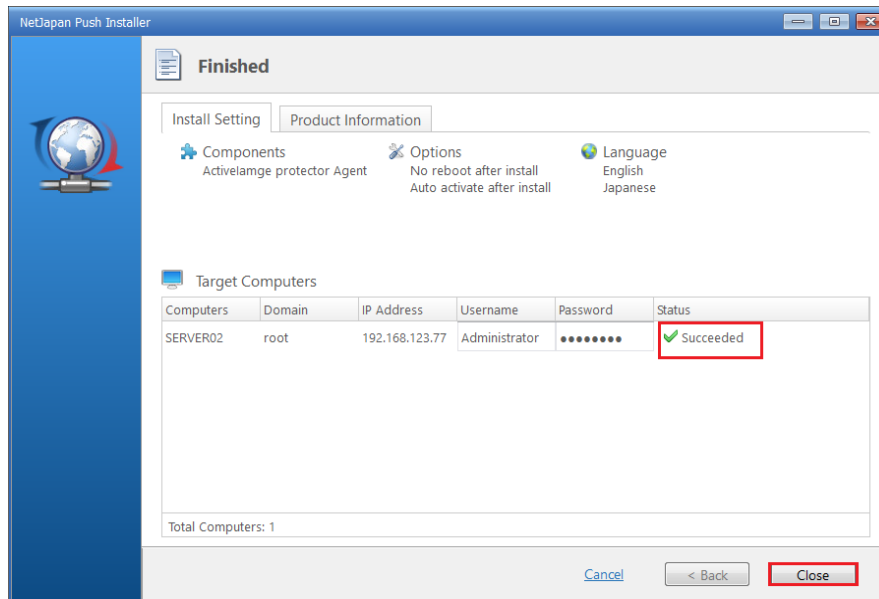 NetJapan Push Installer
Finished
Install Setting
Product Information
Components
Activelamge protector Agent
Options
No reboot after install
Auto activate after install
Language
English
Japanese
Target Computers
Computers Domain IP Address Username Password Status
SERVER02 root 192.168.123.77 Administrator ●●●●●●●● Succeeded
Total Computers: 1
Cancel < Back Close